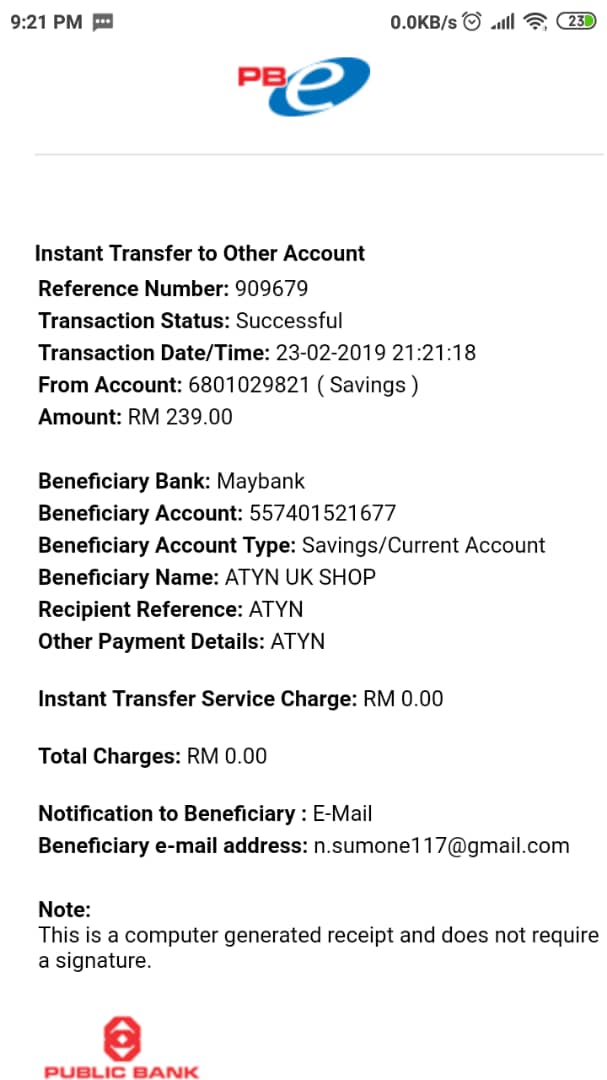 9:21 PM 0.0KB/s 23
PBe
Instant Transfer to Other Account
Reference Number: 909679
Transaction Status: Successful
Transaction Date/Time: 23-02-2019 21:21:18
From Account: 6801029821 ( Savings )
Amount: RM 239.00
Beneficiary Bank: Maybank
Beneficiary Account: 557401521677
Beneficiary Account Type: Savings/Current Account
Beneficiary Name: ATYN UK SHOP
Recipient Reference: ATYN
Other Payment Details: ATYN
Instant Transfer Service Charge: RM 0.00
Total Charges: RM 0.00
Notification to Beneficiary : E-Mail
Beneficiary e-mail address: n.sumone117@gmail.com
Note:
This is a computer generated receipt and does not require
a signature.
PUBLIC BANK